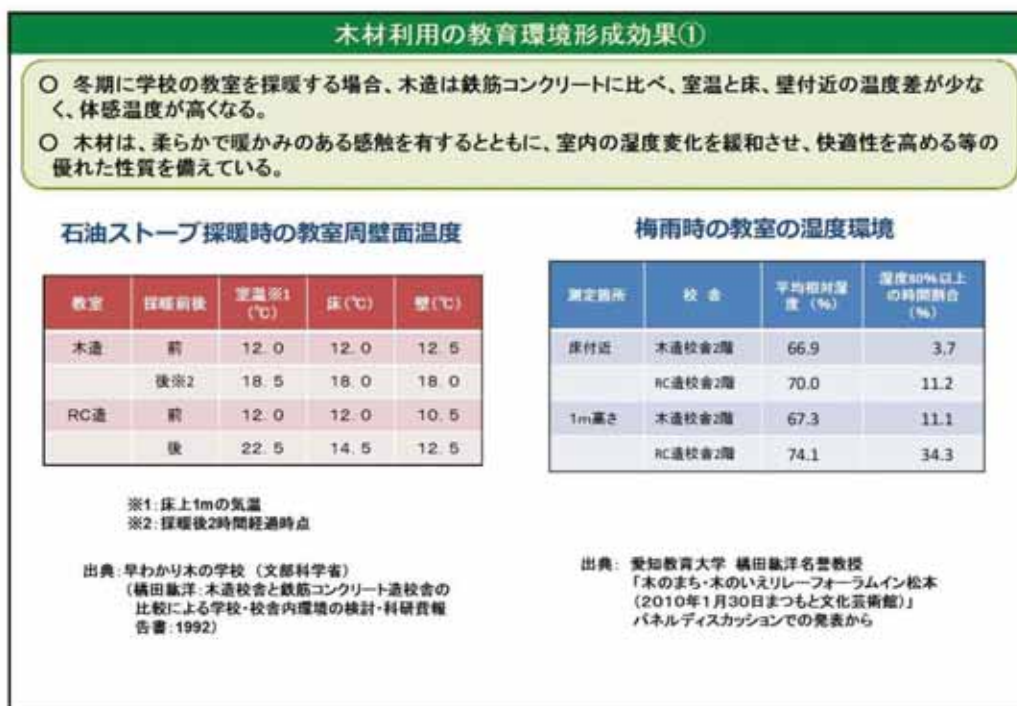 木材利用の教育環境形成効果①
○ 冬期に学校の教室を採暖する場合、木造は鉄筋コンクリートに比べ、室温と床、壁付近の温度差が少な
く、体感温度が高くなる。
○ 木材は、柔らかで暖かみのある感触を有するとともに、室内の湿度変化を緩和させ、快適性を高める等の
優れた性質を備えている。
石油ストーブ採暖時の教室周壁面温度
教室 採暖前後 室温※1(℃) 床(℃) 壁(℃)
木造 前 12.0 12.0 12.5
後※2 18.5 18.0 18.0
RC造 前 12.0 12.0 10.5
後 22.5 14.5 12.5
※1:床上1mの気温
※2:採暖後2時間経過時点
出典:早わかり木の学校 (文部科学省)
(橘田紘洋:木造校舎と鉄筋コンクリート造校舎の
比較による学校・校舎内環境の検討・科研費報
告書:1992)
梅雨時の教室の湿度環境
測定箇所 校 舎 平均相対湿度 (%) 湿度80%以上の時間割合(%)
床付近 木造校舎2階 66.9 3.7
RC造校舎2階 70.0 11.2
1m高さ 木造校舎2階 67.3 11.1
RC造校舎2階 74.1 34.3
出典: 愛知教育大学 橘田紘洋名誉教授
「木のまち・木のいえリレーフォーラムイン松本
(2010年1月30日まつもと文化芸術館)」
パネルディスカッションでの発表から